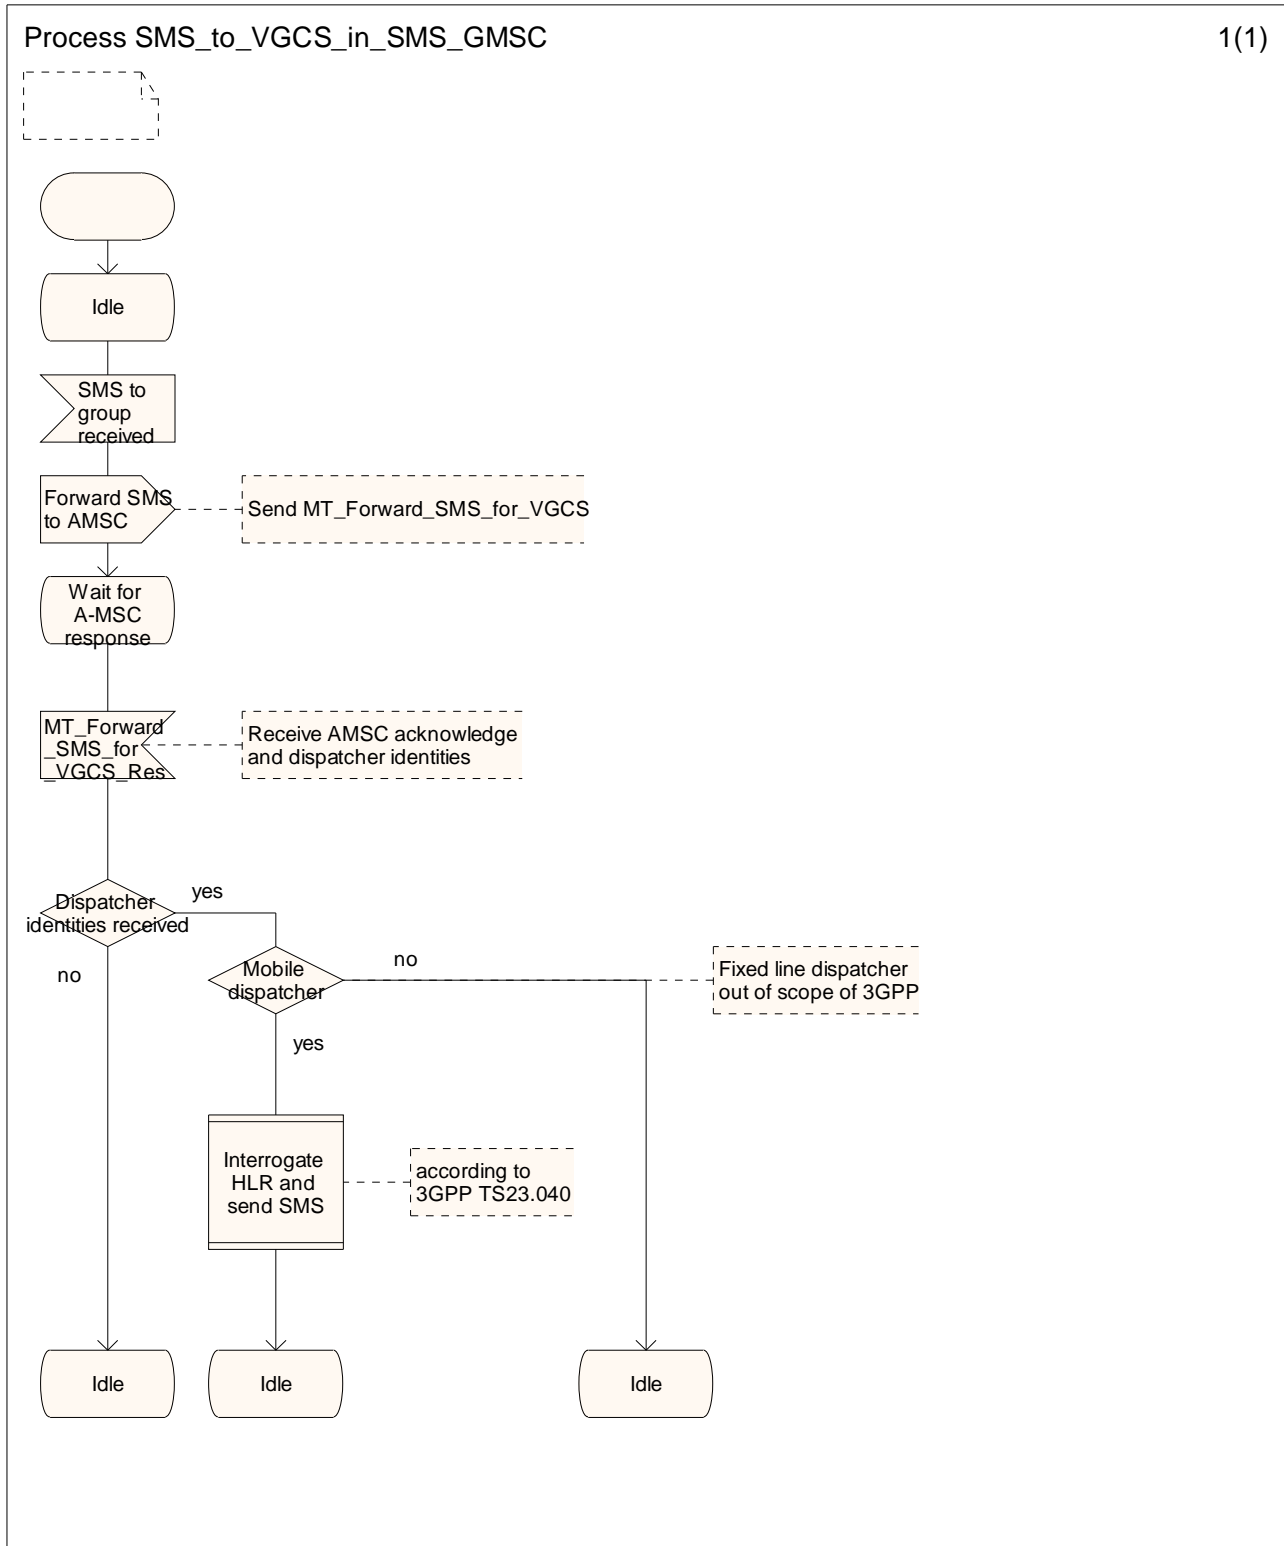 Process SMS_to_VGCS_in_SMS_GMSC
1(1)
Idle
SMS to
group
received
Forward SMS
to AMSC
Send MT_Forward_SMS_for_VGCS
Wait for
A-MSC
response
MT_Forward
_SMS_for
_VGCS_Res
Receive AMSC acknowledge
and dispatcher identities
Dispatcher
identities received
yes
no
Mobile
dispatcher
no
Fixed line dispatcher
out of scope of 3GPP
yes
Interrogate
HLR and
send SMS
according to
3GPP TS23.040
Idle
Idle
Idle